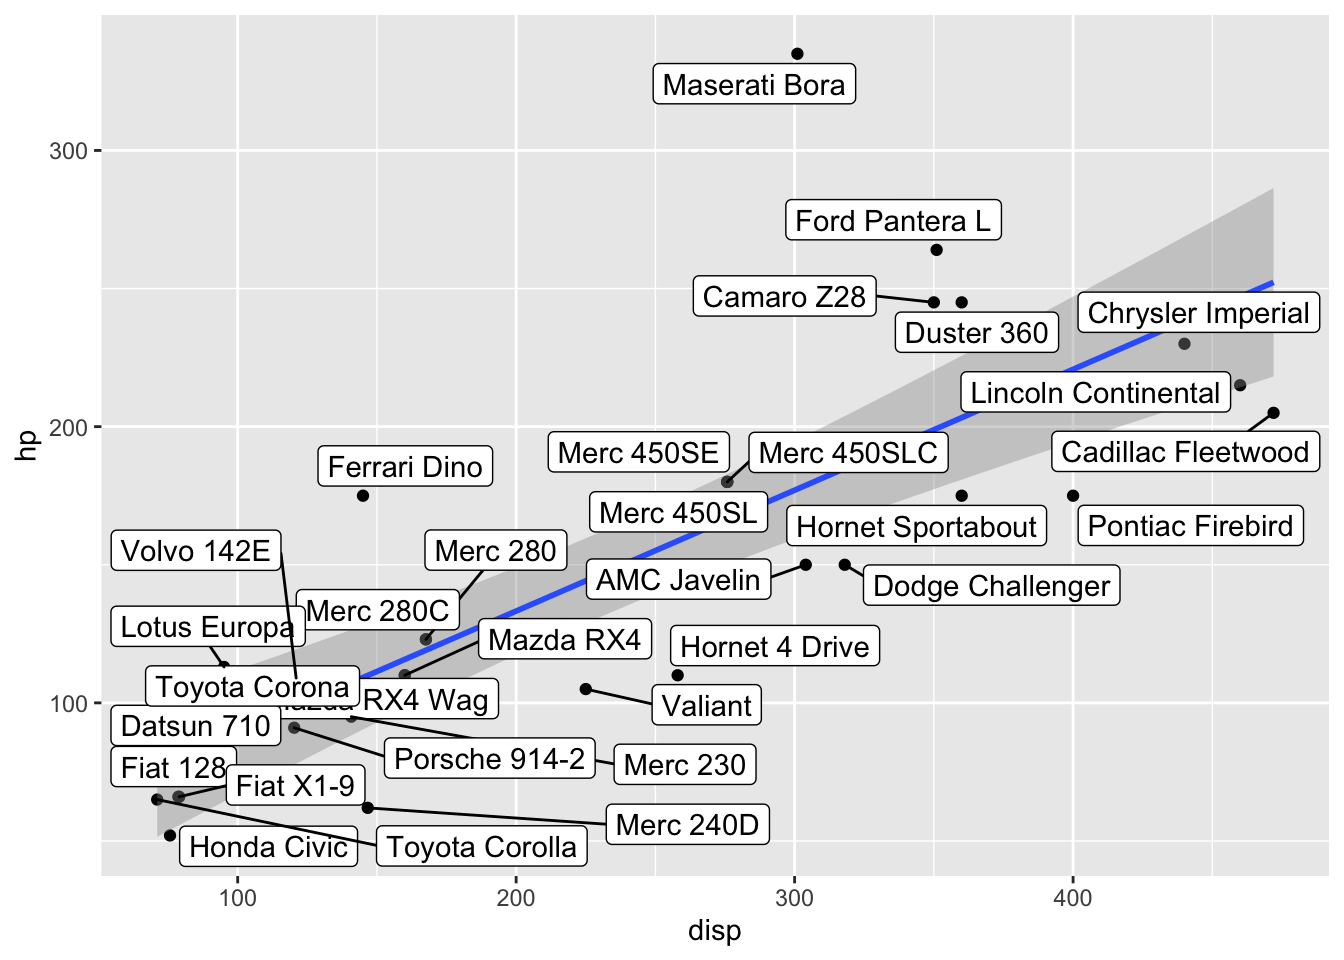 Maserati Bora
300
Ford Pantera L
Camaro Z28
Chrysler Imperial
Duster 360
Lincoln Continental
hp
200
Merc 450SE
Merc 450SLC
Cadillac Fleetwood
Ferrari Dino
Merc 450SL
Hornet Sportabout
Pontiac Firebird
Volvo 142E
Merc 280
AMC Javelin
Dodge Challenger
Merc 280C
Lotus Europa
Mazda RX4
Hornet 4 Drive
Toyota Corona
RX4 Wag
100
Valiant
Datsun 710
Porsche 914-2
Merc 230
Fiat 128
Fiat X1-9
Merc 240D
Honda Civic
Toyota Corolla
100
200
300
400
disp